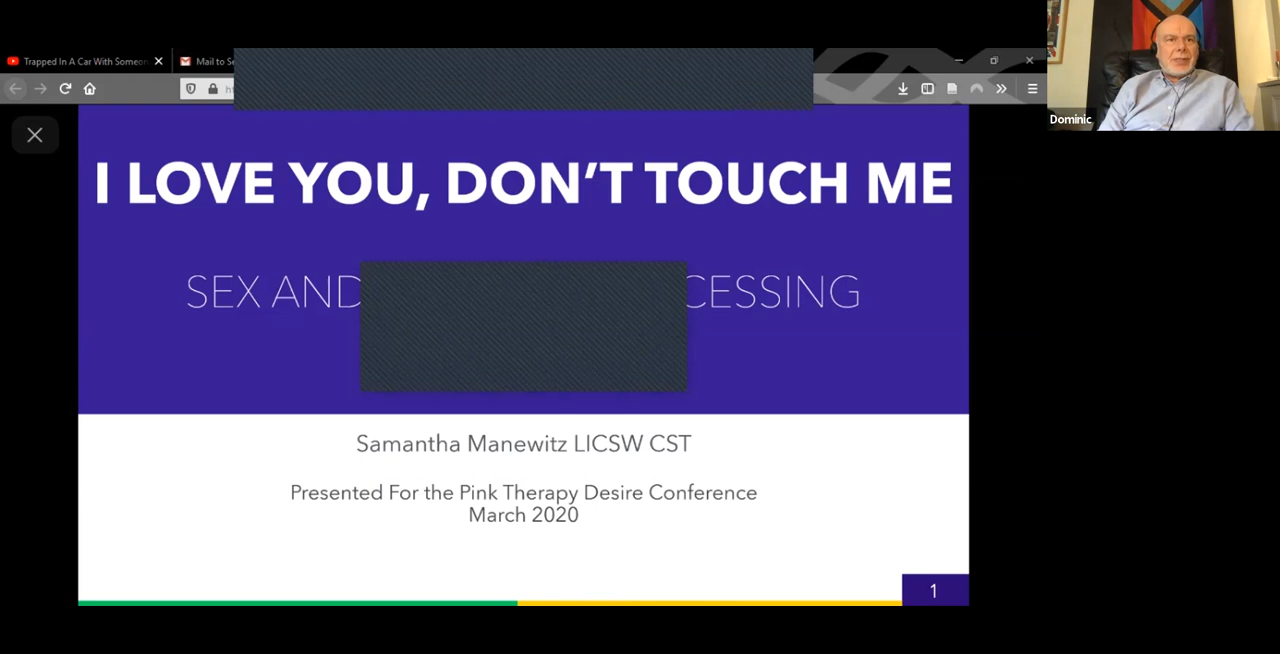 Trapped In A Car With Someon
Mail to Se
Dominic
I LOVE YOU, DON'T TOUCH ME
SEX AND CESSING
Samantha Manewitz LICSW CST
Presented For the Pink Therapy Desire Conference
March 2020
1